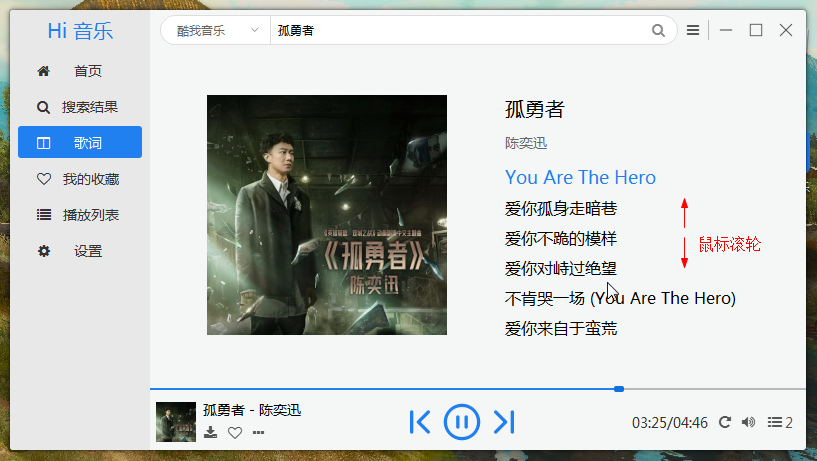 Hi 音乐
酷我音乐
孤勇者
首页
搜索结果
歌词
我的收藏
播放列表
设置
《孤勇者》
陈奕迅
孤勇者
陈奕迅
You Are The Hero
爱你孤身走暗巷
爱你不跪的模样
爱你对峙过绝望
不肯哭一场 (You Are The Hero)
爱你来自于蛮荒
鼠标滚轮
孤勇者 - 陈奕迅
03:25/04:46
2